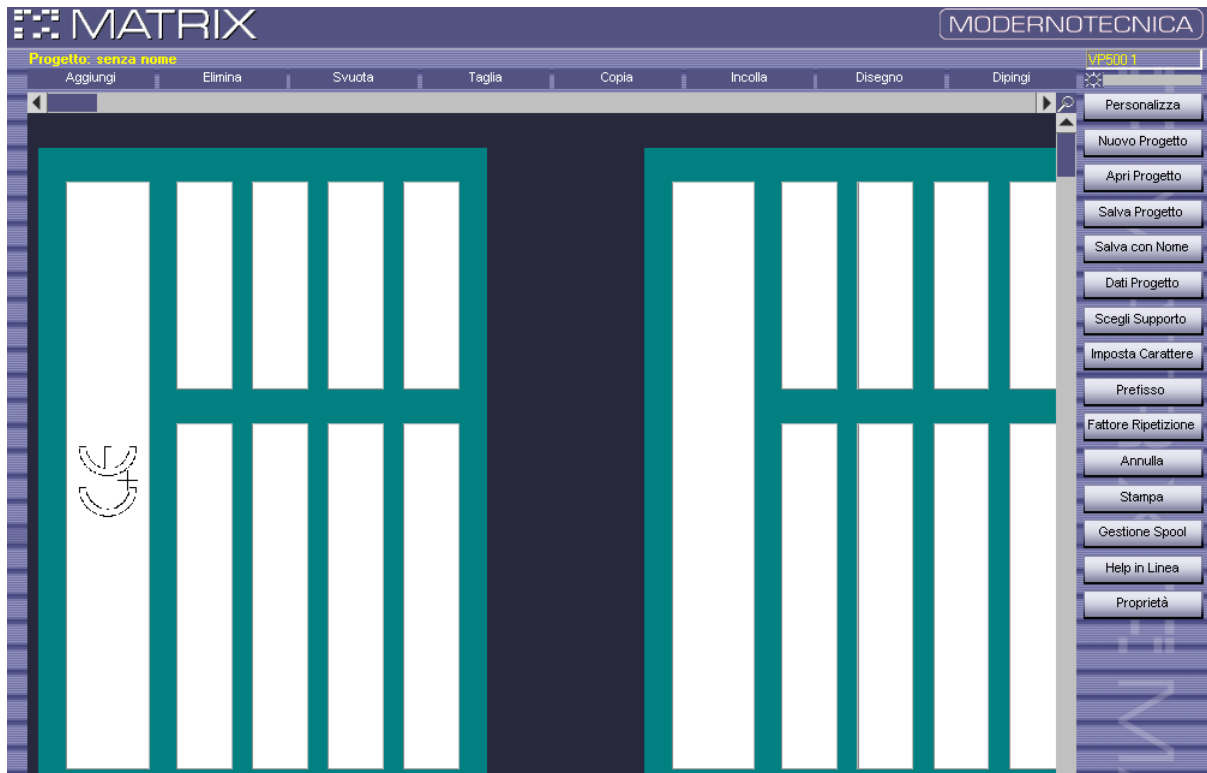 MATRIX
MODERNOTECNICA
Progetto: senza nome
VP500 1
Aggiungi Elimina Svuota Taglia Copia Incolla Disegno Dipingi
Personalizza
Nuovo Progetto
Apri Progetto
Salva Progetto
Salva con Nome
Dati Progetto
Scegli Supporto
Imposta Carattere
Prefisso
Fattore Ripetizione
Annulla
Stampa
Gestione Spool
Help in Linea
Proprietà
CE